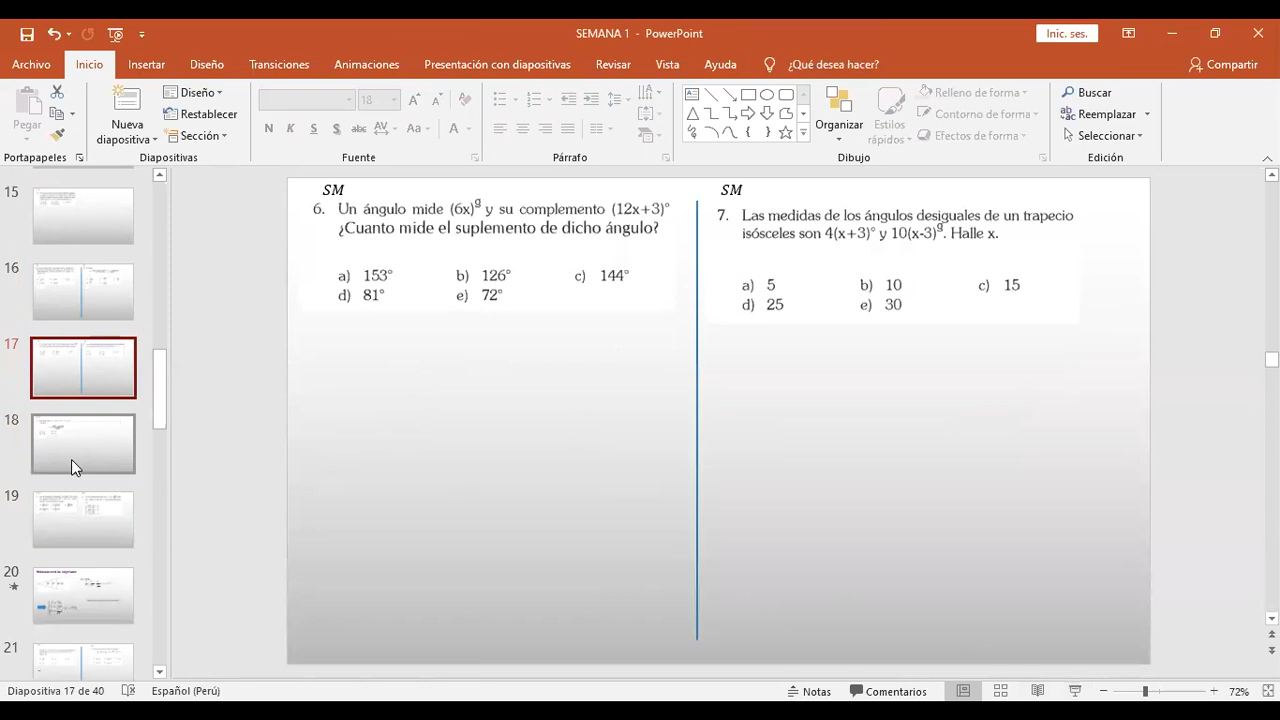 SEMANA 1 - PowerPoint
Inic. ses.
Archivo Inicio Insertar Diseño Transiciones Animaciones Presentación con diapositivas Revisar Vista Ayuda ¿Qué desea hacer? Compartir
Pegar
Portapapeles
Nueva diapositiva
Diseño
Restablecer
Sección
Diapositivas
18
N K S S abc AV Aa A
Fuente
Párrafo
Organizar
Estilos rápidos
Relleno de forma
Contorno de forma
Efectos de forma
Dibujo
Buscar
Reemplazar
Seleccionar
Edición
15
16
17
18
19
20
21
SM
6. Un ángulo mide (6x)g y su complemento (12x+3)°
¿Cuanto mide el suplemento de dicho ángulo?
a) 153° b) 126° c) 144°
d) 81° e) 72°
SM
7. Las medidas de los ángulos desiguales de un trapecio
isósceles son 4(x+3)° y 10(x-3)g. Halle x.
a) 5 b) 10 c) 15
d) 25 e) 30
Diapositiva 17 de 40 Español (Perú) Notas Comentarios 72%